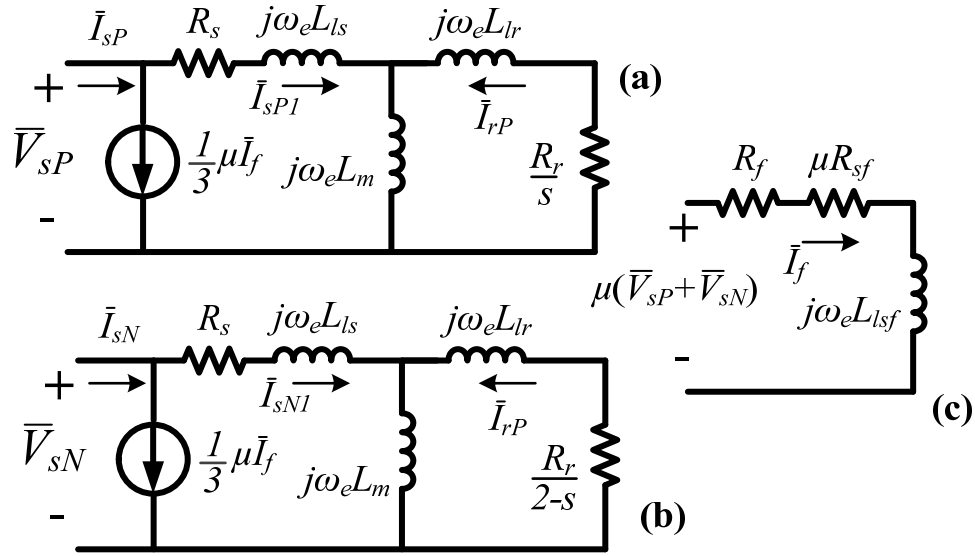 Ī_sP R_s jω_eL_ls jω_eL_lr (a)
+ Ī_sP1 Ī_rP
V̄_sP 1/3 μĪ_f jω_eL_m R_r/s
-
Ī_sN R_s jω_eL_ls jω_eL_lr
+ Ī_sN1 Ī_rP
V̄_sN 1/3 μĪ_f jω_eL_m R_r/2-s
- (b)
R_f μR_sf
+ Ī_f
μ(V̄_sP+V̄_sN) jω_eL_lsf
- (c)